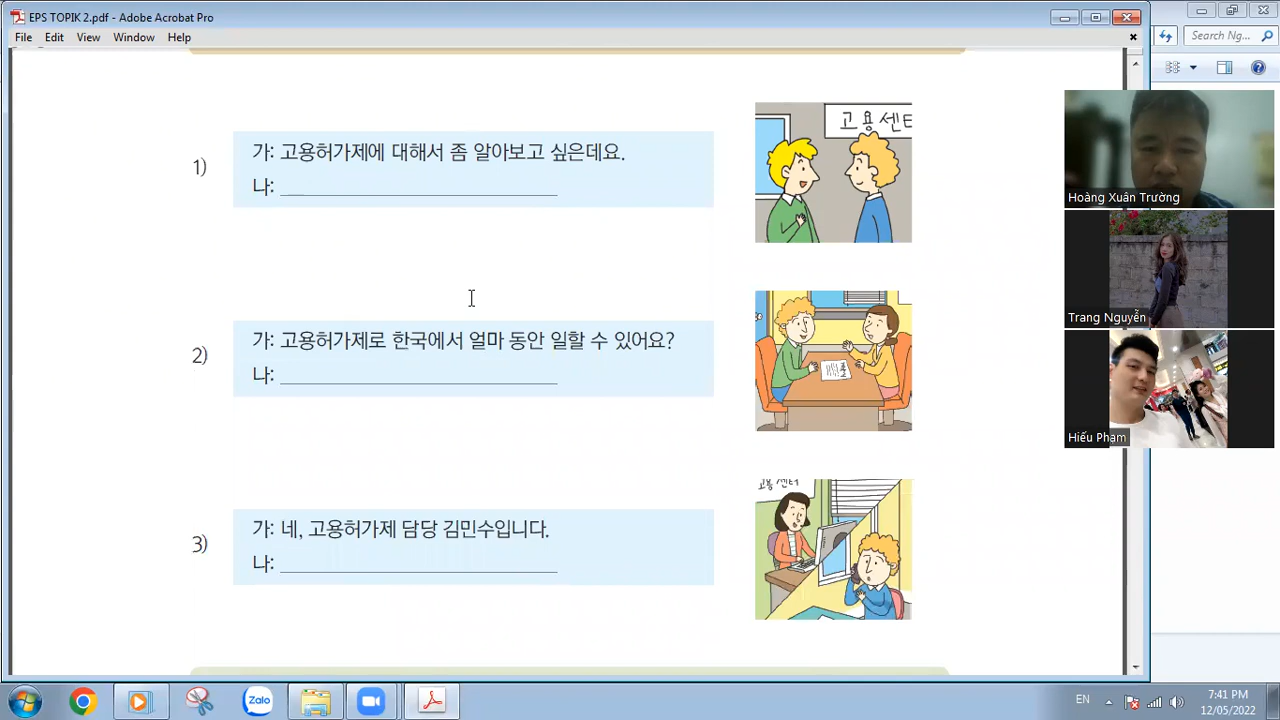 EPS TOPIK 2.pdf - Adobe Acrobat Pro
File Edit View Window Help
Search Ng...
1)
가: 고용허가제에 대해서 좀 알아보고 싶은데요.
나:
고용센터
2)
가: 고용허가제로 한국에서 얼마 동안 일할 수 있어요?
나:
3)
가: 네, 고용허가제 담당 김민수입니다.
나:
고용센터
Hoàng Xuân Trường
Trang Nguyễn
Hiếu Phạm
Zalo
EN
7:41 PM
12/05/2022